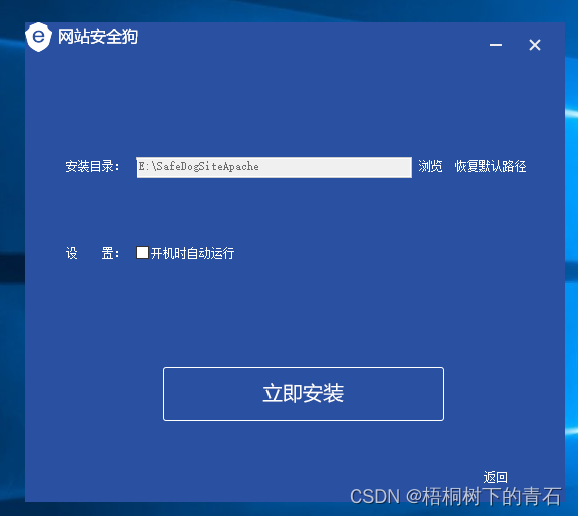 网站安全狗
安装目录： E:\SafeDogSiteApache 浏览 恢复默认路径
设 置： 开机时自动运行
立即安装
返回
CSDN @梧桐树下的青石